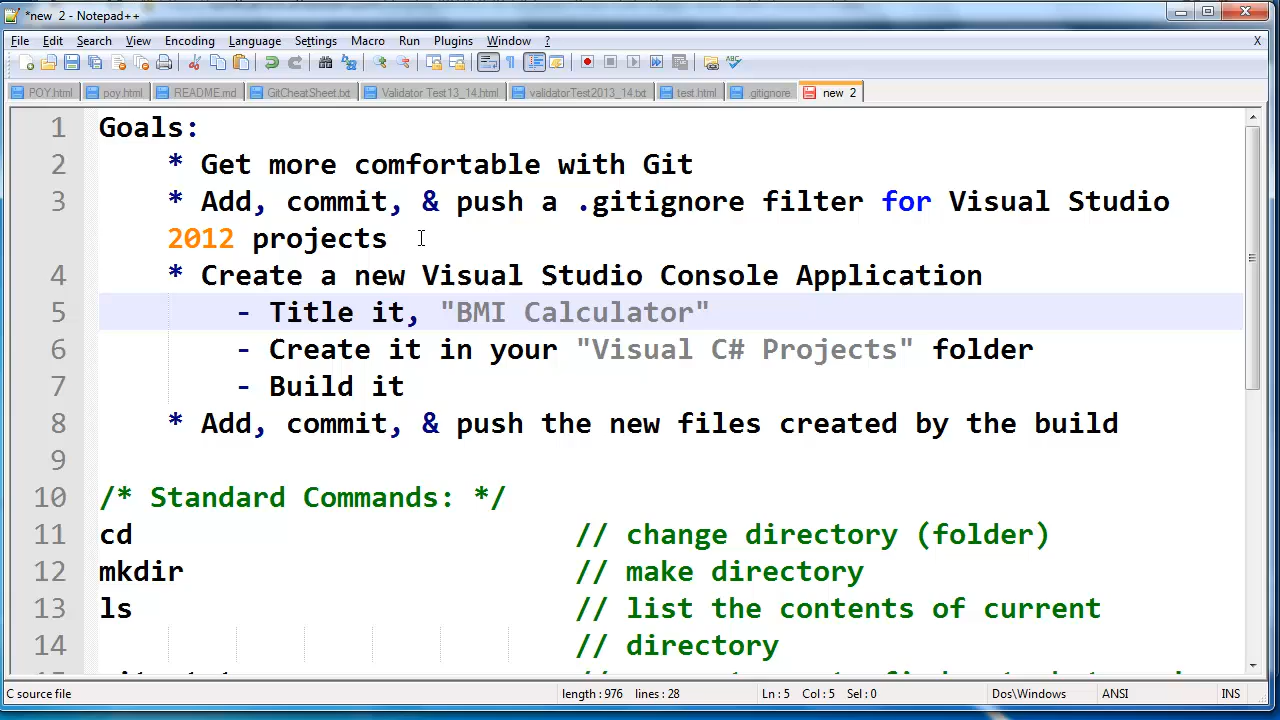 *new  2 - Notepad++
File Edit Search View Encoding Language Settings Macro Run Plugins Window ? X
POY.html poy.html README.md GitCheatSheet.txt Validator Test13_14.html validatorTest2013_14.txt test.html .gitignore new  2
1 Goals:
2 * Get more comfortable with Git
3 * Add, commit, & push a .gitignore filter for Visual Studio
2012 projects
4 * Create a new Visual Studio Console Application
5 - Title it, "BMI Calculator"
6 - Create it in your "Visual C# Projects" folder
7 - Build it
8 * Add, commit, & push the new files created by the build
9
10 /* Standard Commands: */
11 cd // change directory (folder)
12 mkdir // make directory
13 ls // list the contents of current
14 // directory
C source file length : 976 lines : 28 Ln : 5 Col : 5 Sel : 0 Dos\Windows ANSI INS